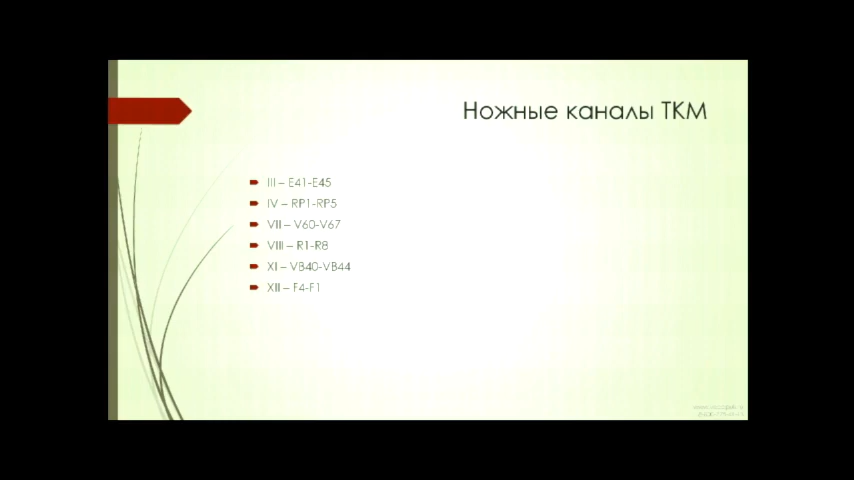 Ножные каналы ТКМ
III – E41-E45
IV – RP1-RP5
VII – V60-V67
VIII – R1-R8
XI – VB40-VB44
XII – F4-F1